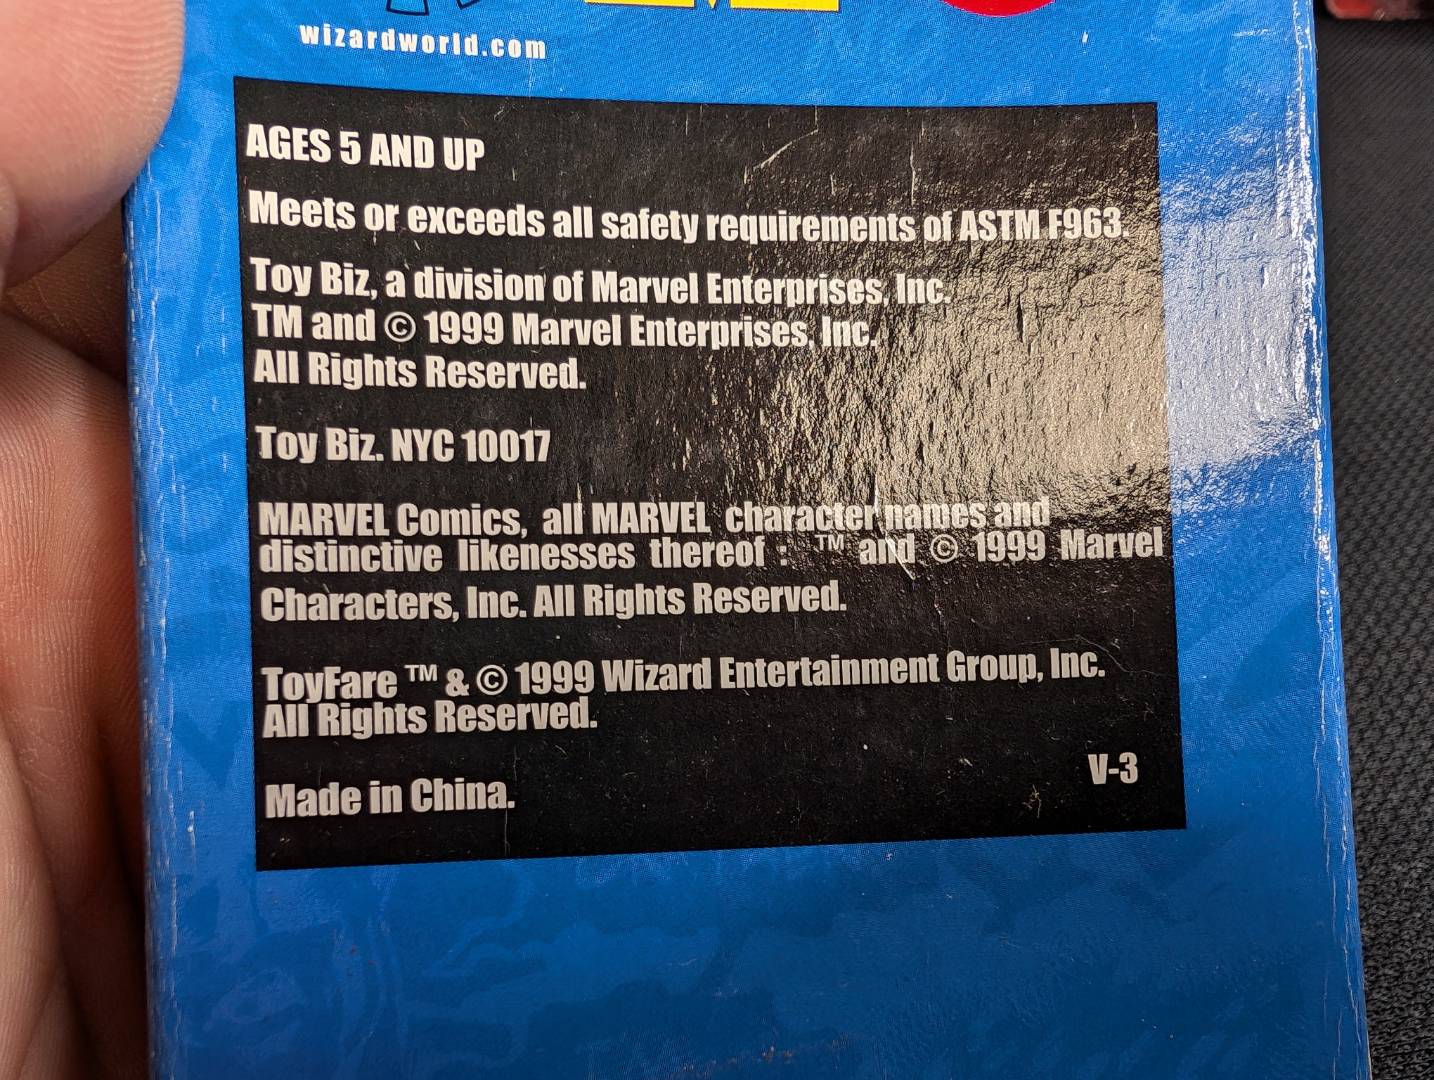 wizardworld.com
AGES 5 AND UP
Meets or exceeds all safety requirements of ASTM F963.
Toy Biz, a division of Marvel Enterprises, Inc.
TM and © 1999 Marvel Enterprises, Inc.
All Rights Reserved.
Toy Biz. NYC 10017
MARVEL Comics, all MARVEL character names and
distinctive likenesses thereof : ™ and © 1999 Marvel
Characters, Inc. All Rights Reserved.
ToyFare ™ & © 1999 Wizard Entertainment Group, Inc.
All Rights Reserved.
Made in China.
V-3